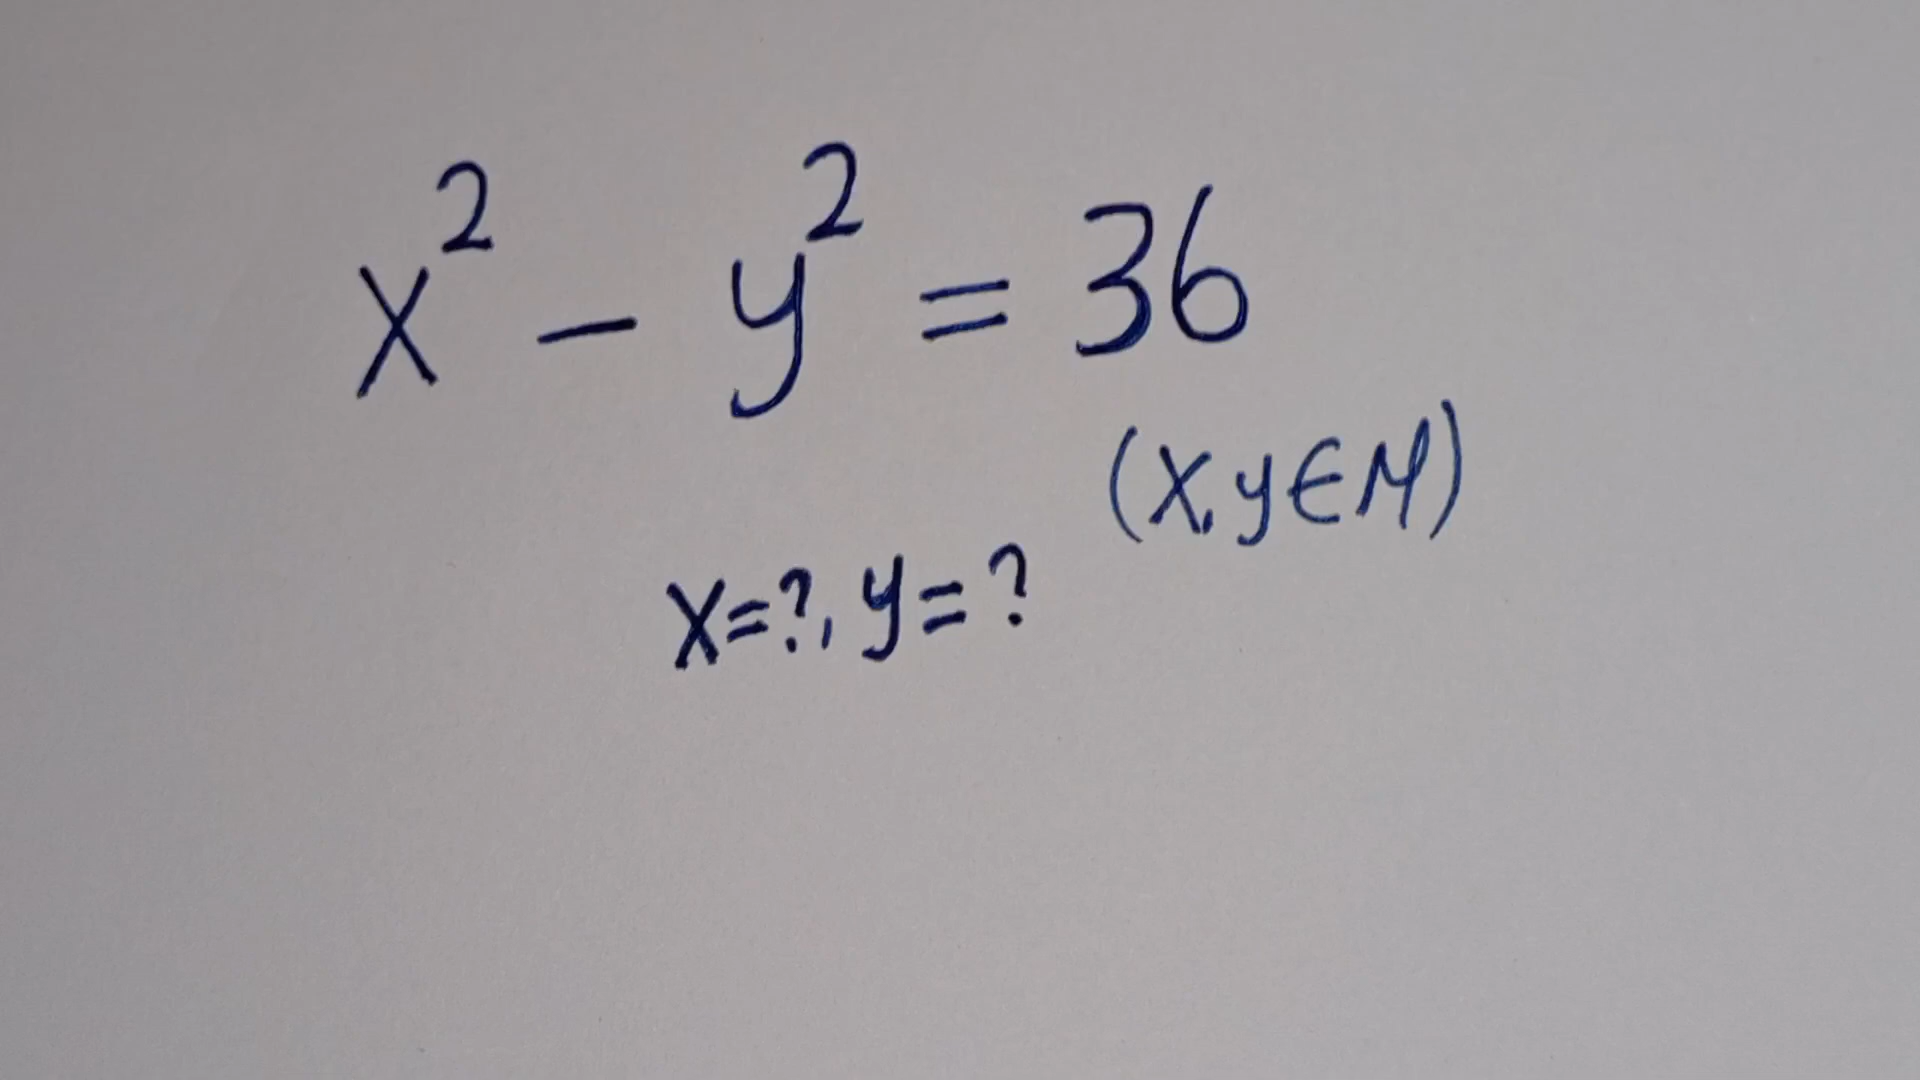 x² - y² = 36
(x, y ∈ N)
x=?, y=?